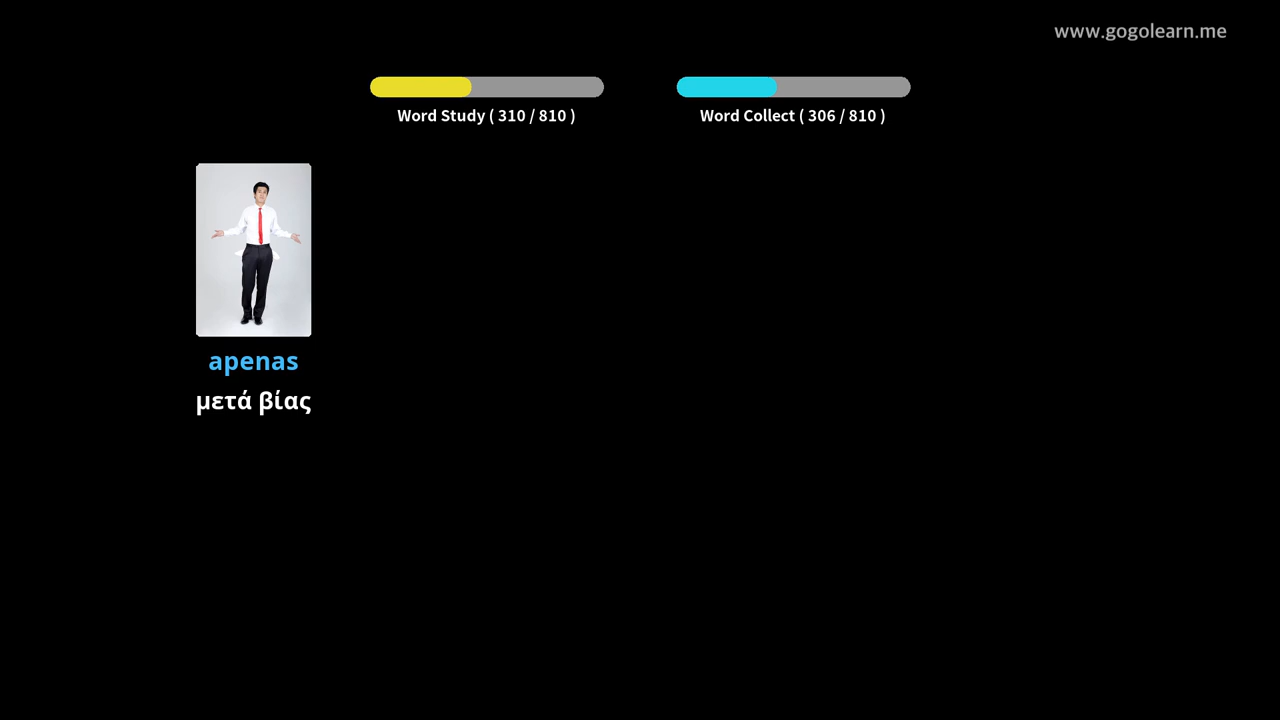 www.gogolearn.me
Word Study ( 310 / 810 )
Word Collect ( 306 / 810 )
apenas
μετά βίας